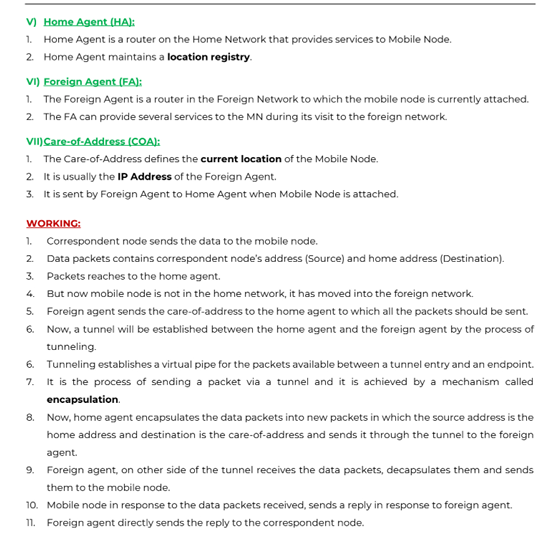 V) Home Agent (HA):
1. Home Agent is a router on the Home Network that provides services to Mobile Node.
2. Home Agent maintains a location registry.
VI) Foreign Agent (FA):
1. The Foreign Agent is a router in the Foreign Network to which the mobile node is currently attached.
2. The FA can provide several services to the MN during its visit to the foreign network.
VII)Care-of-Address (COA):
1. The Care-of-Address defines the current location of the Mobile Node.
2. It is usually the IP Address of the Foreign Agent.
3. It is sent by Foreign Agent to Home Agent when Mobile Node is attached.
WORKING:
1. Correspondent node sends the data to the mobile node.
2. Data packets contains correspondent node's address (Source) and home address (Destination).
3. Packets reaches to the home agent.
4. But now mobile node is not in the home network, it has moved into the foreign network.
5. Foreign agent sends the care-of-address to the home agent to which all the packets should be sent.
6. Now, a tunnel will be established between the home agent and the foreign agent by the process of
tunneling.
6. Tunneling establishes a virtual pipe for the packets available between a tunnel entry and an endpoint.
7. It is the process of sending a packet via a tunnel and it is achieved by a mechanism called
encapsulation.
8. Now, home agent encapsulates the data packets into new packets in which the source address is the
home address and destination is the care-of-address and sends it through the tunnel to the foreign
agent.
9. Foreign agent, on other side of the tunnel receives the data packets, decapsulates them and sends
them to the mobile node.
10. Mobile node in response to the data packets received, sends a reply in response to foreign agent.
11. Foreign agent directly sends the reply to the correspondent node.